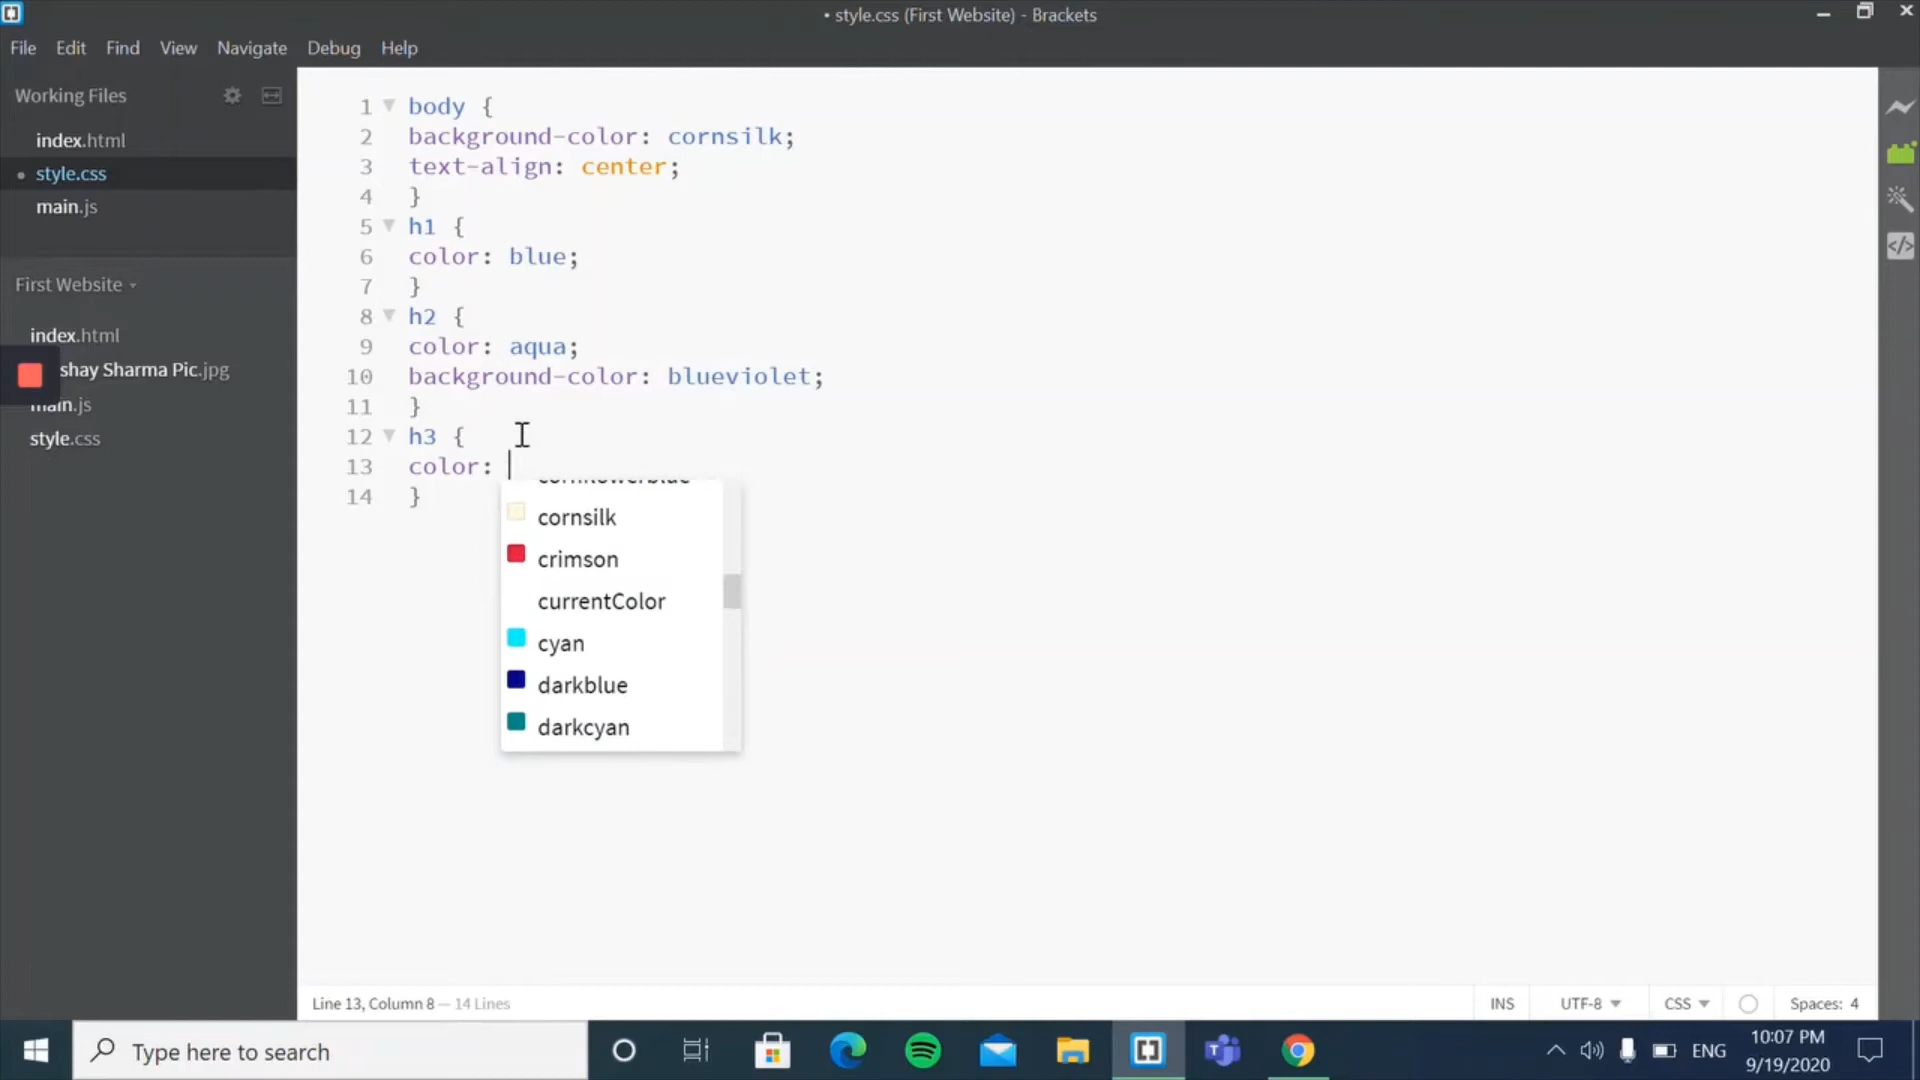 • style.css (First Website) - Brackets
File Edit Find View Navigate Debug Help
Working Files
index.html
• style.css
main.js
First Website
index.html
shay Sharma Pic.jpg
main.js
style.css
1 body {
2 background-color: cornsilk;
3 text-align: center;
4 }
5 h1 {
6 color: blue;
7 }
8 h2 {
9 color: aqua;
10 background-color: blueviolet;
11 }
12 h3 {
13 color:
14 }
cornflowerblue
cornsilk
crimson
currentColor
cyan
darkblue
darkcyan
Line 13, Column 8 — 14 Lines
INS UTF-8 CSS Spaces: 4
Type here to search
ENG
10:07 PM
9/19/2020